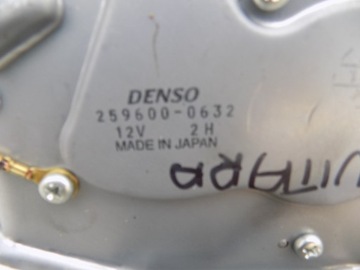 DENSO
259600-0632
12V 2H
MADE IN JAPAN
VITARA